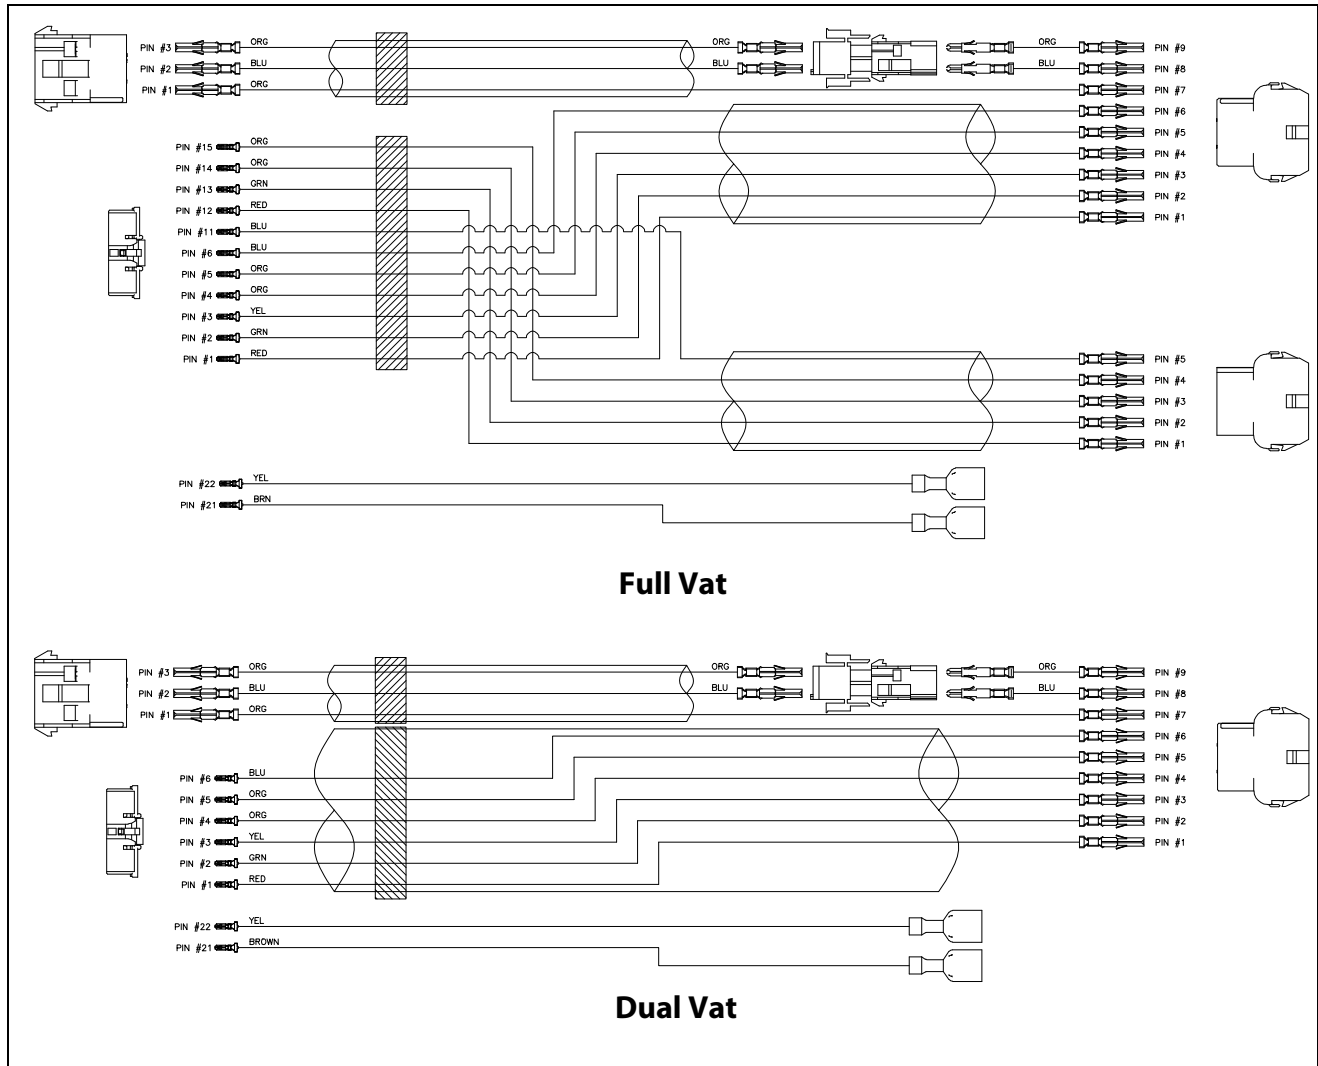 PIN #3 ORG ORG ORG PIN #9
PIN #2 BLU BLU BLU PIN #8
PIN #1 ORG PIN #7
PIN #6
PIN #5
PIN #15 ORG
PIN #4
PIN #14 ORG
PIN #3
PIN #13 GRN
PIN #2
PIN #12 RED
PIN #1
PIN #11 BLU
PIN #6 BLU
PIN #5 ORG
PIN #4 ORG
PIN #3 YEL
PIN #2 GRN
PIN #1 RED PIN #5
PIN #4
PIN #3
PIN #2
PIN #1
PIN #22 YEL
PIN #21 BRN
Full Vat
PIN #3 ORG ORG ORG PIN #9
PIN #2 BLU BLU BLU PIN #8
PIN #1 ORG PIN #7
PIN #6
PIN #5
PIN #6 BLU PIN #4
PIN #5 ORG PIN #3
PIN #4 ORG PIN #2
PIN #3 YEL PIN #1
PIN #2 GRN
PIN #1 RED
PIN #22 YEL
PIN #21 BROWN
Dual Vat